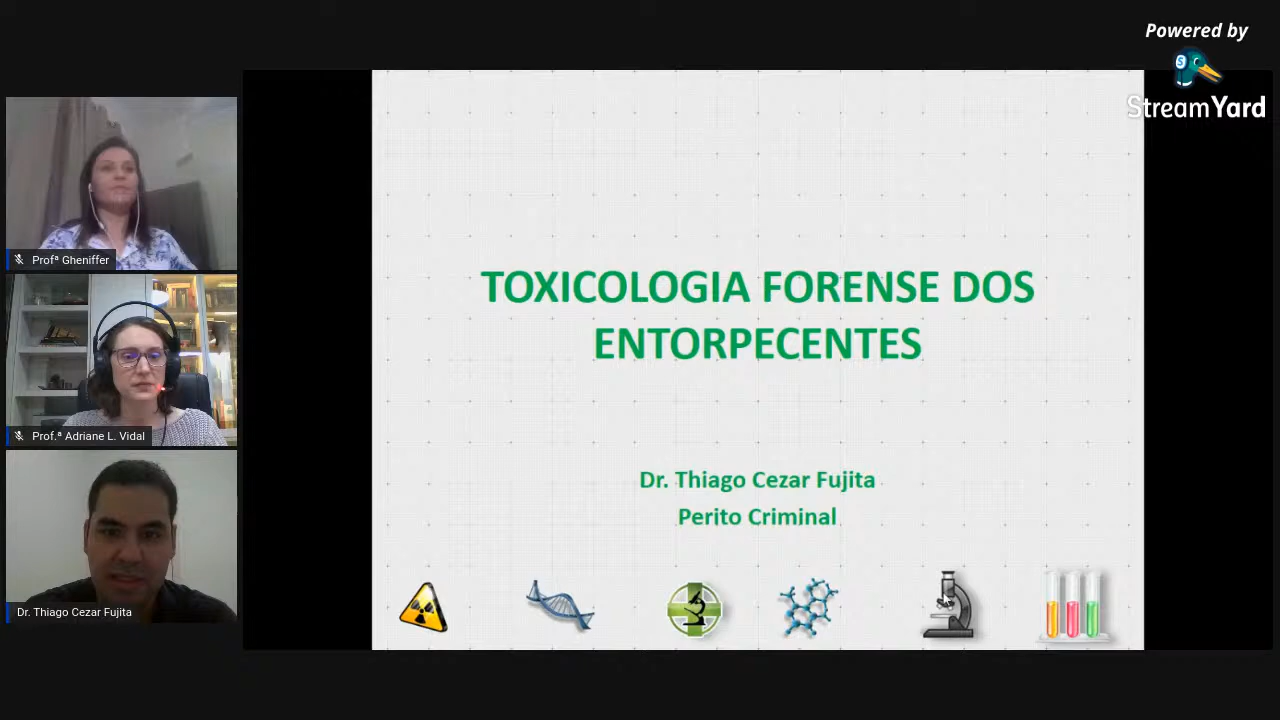 Powered by
StreamYard
Profª Gheniffer
Prof.ª Adriane L. Vidal
Dr. Thiago Cezar Fujita
TOXICOLOGIA FORENSE DOS
ENTORPECENTES
Dr. Thiago Cezar Fujita
Perito Criminal